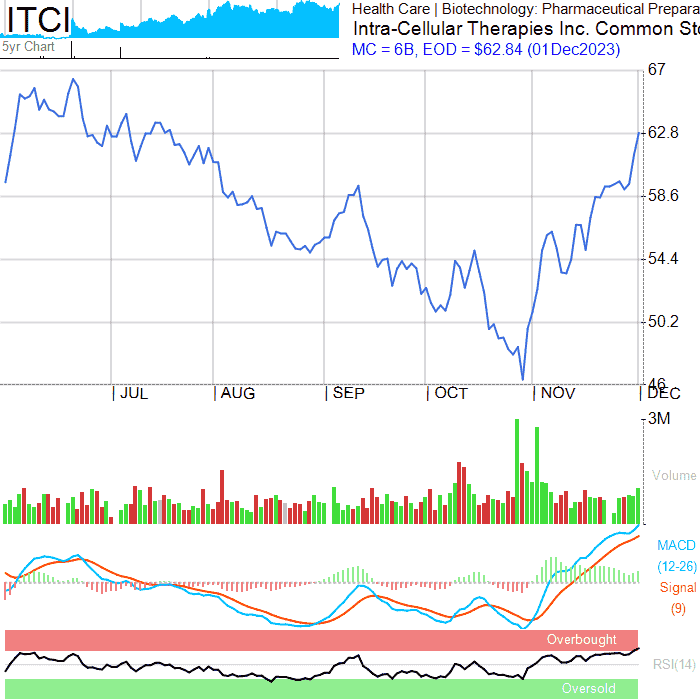 ITCI
5yr Chart
Health Care | Biotechnology: Pharmaceutical Prepara
Intra-Cellular Therapies Inc. Common Sto
MC = 6B, EOD = $62.84 (01Dec2023)
67
62.8
58.6
54.4
50.2
46
JUL
AUG
SEP
OCT
NOV
DEC
3M
Volume
MACD
(12-26)
Signal
(9)
Overbought
RSI(14)
Oversold